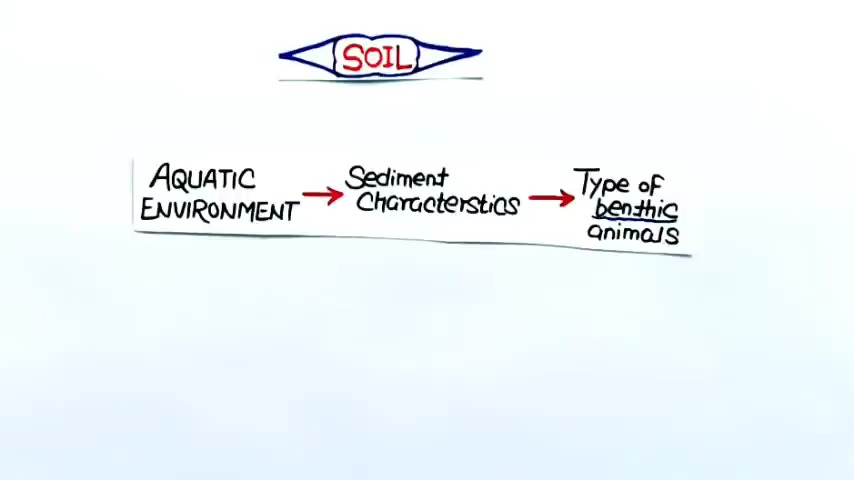 SOIL
AQUATIC
ENVIRONMENT
→ Sediment
Characterstics
→ Type of
benthic
animals